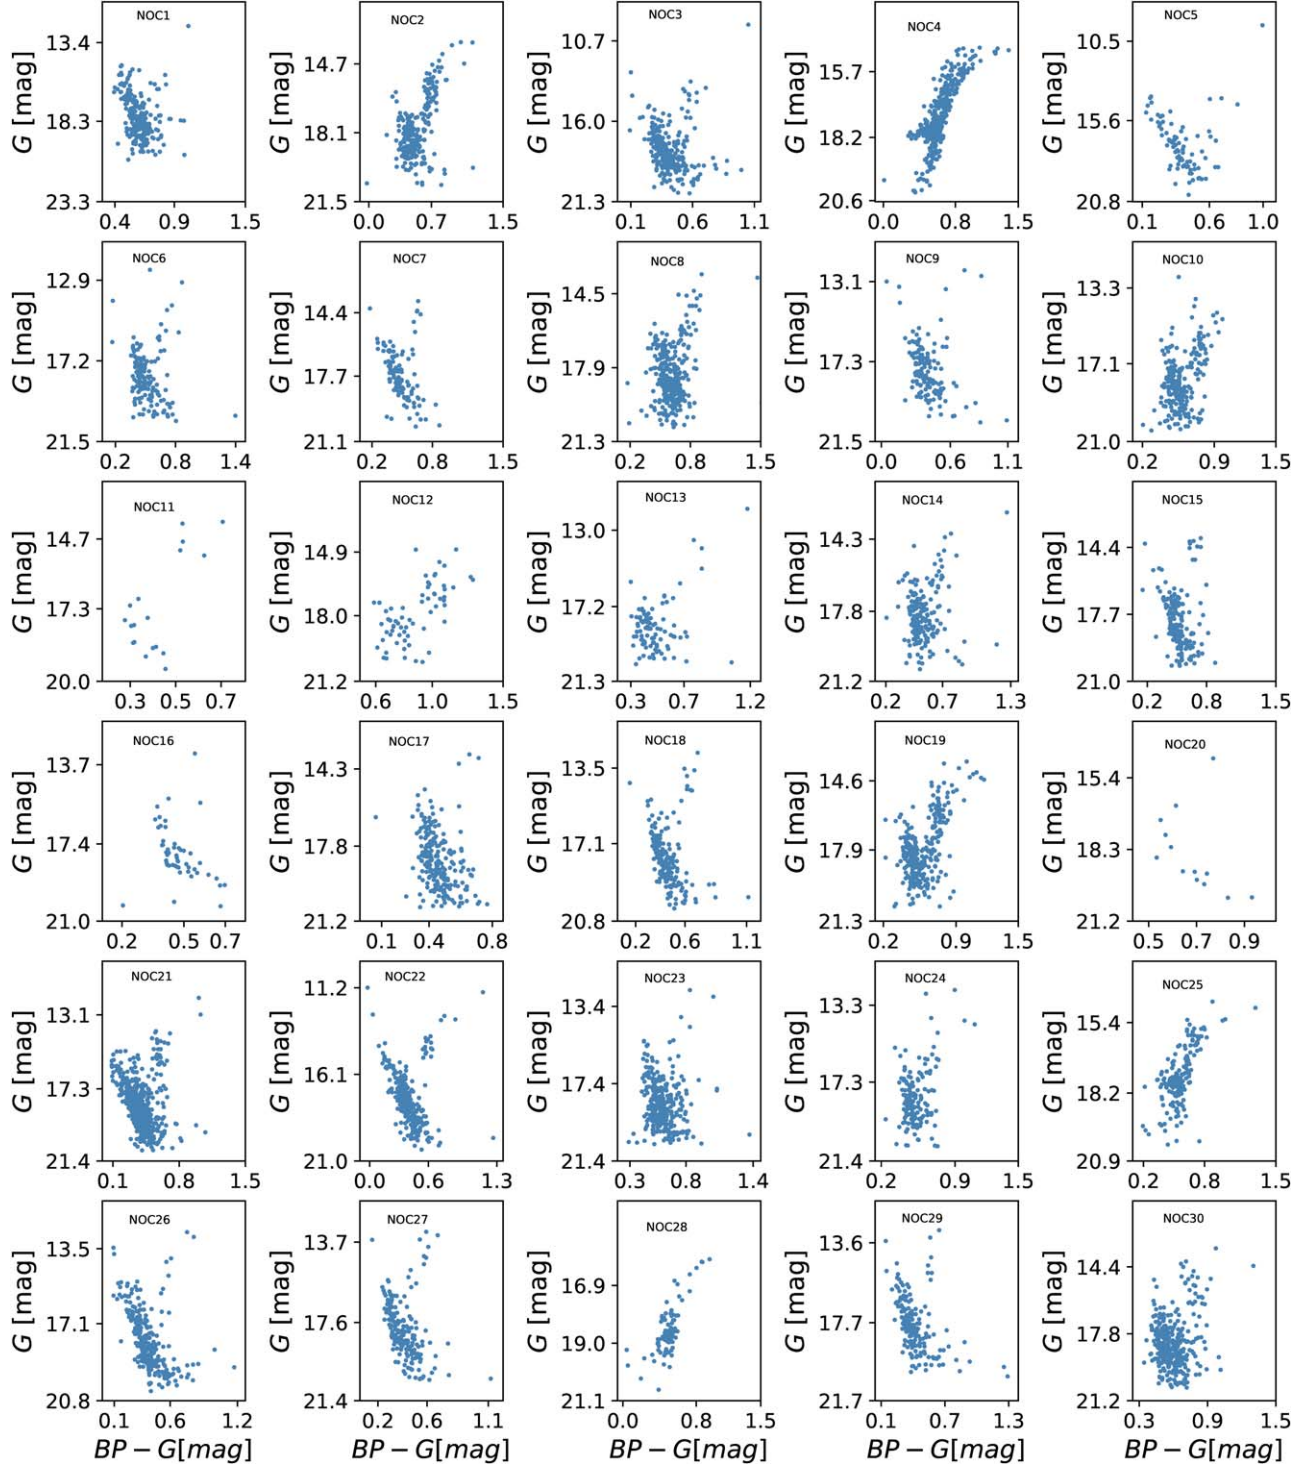 NOC1
G [mag]
13.4
18.3
23.3
0.4 0.9 1.5
NOC2
G [mag]
14.7
18.1
21.5
0.0 0.7 1.5
NOC3
G [mag]
10.7
16.0
21.3
0.1 0.6 1.1
NOC4
G [mag]
15.7
18.2
20.6
0.0 0.8 1.5
NOC5
G [mag]
10.5
15.6
20.8
0.1 0.6 1.0
NOC6
G [mag]
12.9
17.2
21.5
0.2 0.8 1.4
NOC7
G [mag]
14.4
17.7
21.1
0.2 0.7 1.2
NOC8
G [mag]
14.5
17.9
21.3
0.2 0.8 1.5
NOC9
G [mag]
13.1
17.3
21.5
0.0 0.6 1.1
NOC10
G [mag]
13.3
17.1
21.0
0.2 0.9 1.5
NOC11
G [mag]
14.7
17.3
20.0
0.3 0.5 0.7
NOC12
G [mag]
14.9
18.0
21.2
0.6 1.0 1.5
NOC13
G [mag]
13.0
17.2
21.3
0.3 0.7 1.2
NOC14
G [mag]
14.3
17.8
21.2
0.2 0.7 1.3
NOC15
G [mag]
14.4
17.7
21.0
0.2 0.8 1.5
NOC16
G [mag]
13.7
17.4
21.0
0.2 0.5 0.7
NOC17
G [mag]
14.3
17.8
21.2
0.1 0.4 0.8
NOC18
G [mag]
13.5
17.1
20.8
0.2 0.6 1.1
NOC19
G [mag]
14.6
17.9
21.3
0.2 0.9 1.5
NOC20
G [mag]
15.4
18.3
21.2
0.5 0.7 0.9
NOC21
G [mag]
13.1
17.3
21.4
0.1 0.8 1.5
NOC22
G [mag]
11.2
16.1
21.0
0.0 0.6 1.3
NOC23
G [mag]
13.4
17.4
21.4
0.3 0.8 1.4
NOC24
G [mag]
13.3
17.3
21.4
0.2 0.9 1.5
NOC25
G [mag]
15.4
18.2
20.9
0.2 0.8 1.5
NOC26
G [mag]
13.5
17.1
20.8
0.1 0.6 1.2
BP − G[mag]
NOC27
G [mag]
13.7
17.6
21.4
0.2 0.6 1.1
BP − G[mag]
NOC28
G [mag]
16.9
19.0
21.1
0.0 0.8 1.5
BP − G[mag]
NOC29
G [mag]
13.6
17.7
21.7
0.1 0.7 1.3
BP − G[mag]
NOC30
G [mag]
14.4
17.8
21.2
0.3 0.9 1.5
BP − G[mag]